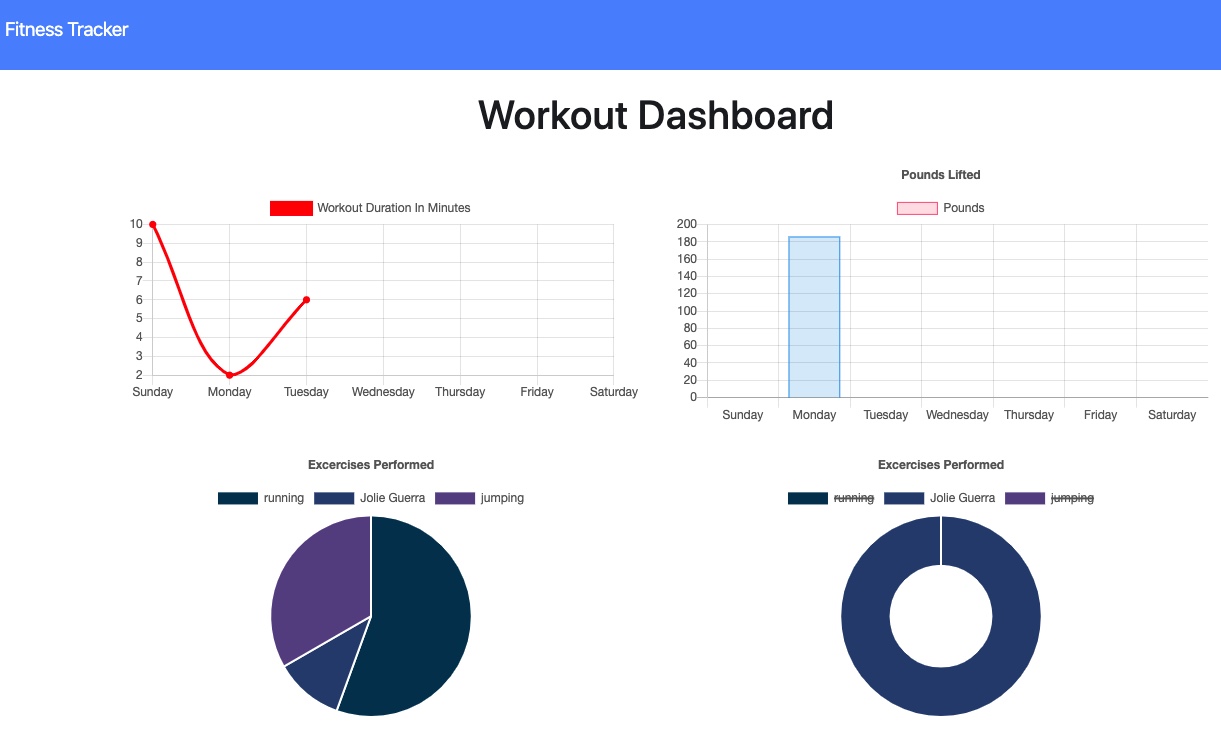 Fitness Tracker
Workout Dashboard
Workout Duration In Minutes
10
9
8
7
6
5
4
3
2
Sunday Monday Tuesday Wednesday Thursday Friday Saturday
Pounds Lifted
Pounds
200
180
160
140
120
100
80
60
40
20
0
Sunday Monday Tuesday Wednesday Thursday Friday Saturday
Excercises Performed
running Jolie Guerra jumping
Excercises Performed
running Jolie Guerra jumping